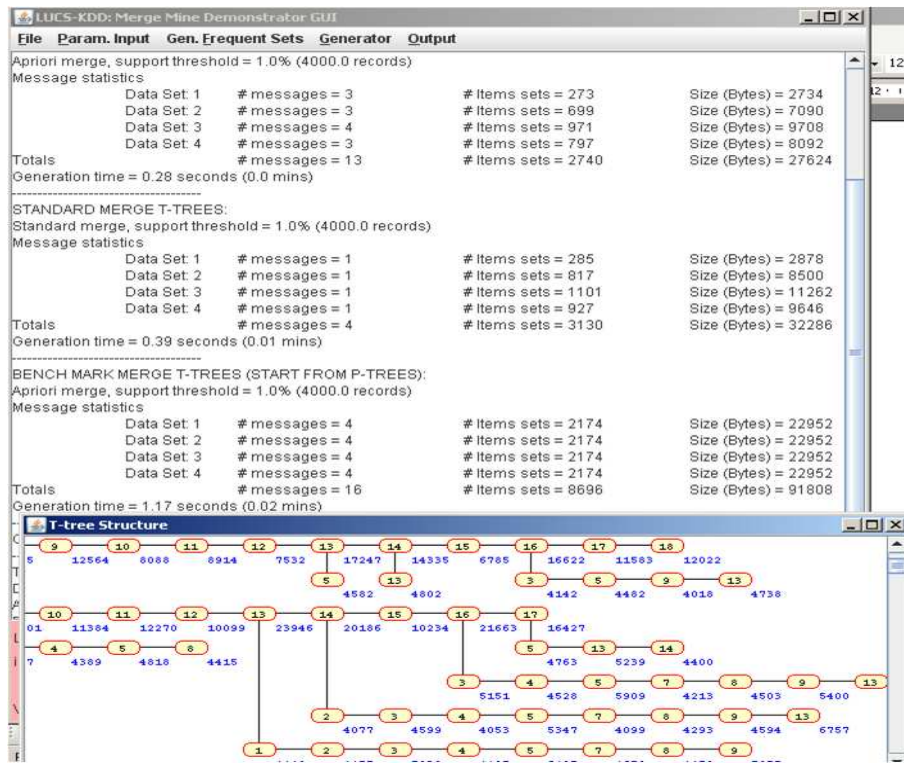 LUCS-KDD: Merge Mine Demonstrator GUI
File Param. Input Gen. Frequent Sets Generator Output
Apriori merge, support threshold = 1.0% (4000.0 records)
Message statistics
Data Set: 1 # messages = 3 # Items sets = 273 Size (Bytes) = 2734
Data Set: 2 # messages = 3 # Items sets = 699 Size (Bytes) = 7090
Data Set: 3 # messages = 4 # Items sets = 971 Size (Bytes) = 9708
Data Set: 4 # messages = 3 # Items sets = 797 Size (Bytes) = 8092
Totals # messages = 13 # Items sets = 2740 Size (Bytes) = 27624
Generation time = 0.28 seconds (0.0 mins)
STANDARD MERGE T-TREES:
Standard merge, support threshold = 1.0% (4000.0 records)
Message statistics
Data Set: 1 # messages = 1 # Items sets = 285 Size (Bytes) = 2878
Data Set: 2 # messages = 1 # Items sets = 817 Size (Bytes) = 8500
Data Set: 3 # messages = 1 # Items sets = 1101 Size (Bytes) = 11262
Data Set: 4 # messages = 1 # Items sets = 927 Size (Bytes) = 9646
Totals # messages = 4 # Items sets = 3130 Size (Bytes) = 32286
Generation time = 0.39 seconds (0.01 mins)
BENCH MARK MERGE T-TREES (START FROM P-TREES):
Apriori merge, support threshold = 1.0% (4000.0 records)
Message statistics
Data Set: 1 # messages = 4 # Items sets = 2174 Size (Bytes) = 22952
Data Set: 2 # messages = 4 # Items sets = 2174 Size (Bytes) = 22952
Data Set: 3 # messages = 4 # Items sets = 2174 Size (Bytes) = 22952
Data Set: 4 # messages = 4 # Items sets = 2174 Size (Bytes) = 22952
Totals # messages = 16 # Items sets = 8696 Size (Bytes) = 91808
Generation time = 1.17 seconds (0.02 mins)
T-tree Structure
9 10 11 12 13 14 15 16 17 18
5 12564 8088 8914 7532 17247 14335 6785 16622 11583 12022
5 13 3 5 9 13
4582 4802 4142 4482 4018 4738
10 11 12 13 14 15 16 17
01 11384 12270 10099 23946 20186 10234 21663 16427
4 5 8 5 13 14
7 4389 4818 4415 4763 5239 4400
3 4 5 7 8 9 13
5151 4528 5909 4213 4503 5400
2 3 4 5 7 8 9 13
4077 4599 4053 5347 4099 4293 4594 6757
1 2 3 4 5 7 8 9
12
12